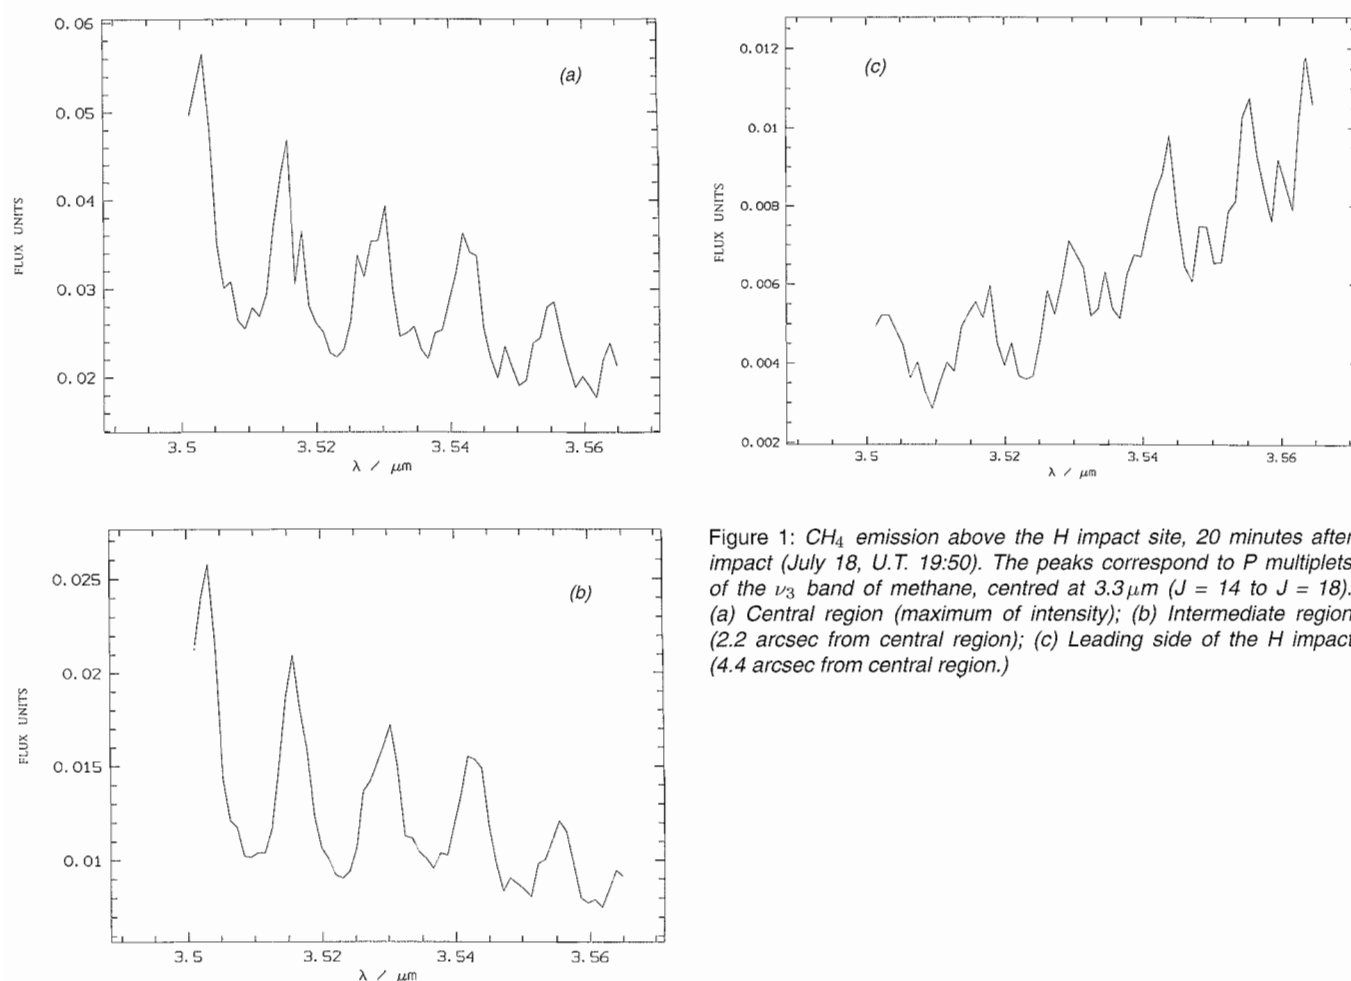 0.06
0.05
0.04
0.03
0.02
FLUX UNITS
(a)
3.5 3.52 3.54 3.56
λ / μm
0.012
0.01
0.008
0.006
0.004
0.002
FLUX UNITS
(c)
3.5 3.52 3.54 3.56
λ / μm
0.025
0.02
0.015
0.01
FLUX UNITS
(b)
3.5 3.52 3.54 3.56
λ / μm
Figure 1: CH₄ emission above the H impact site, 20 minutes after
impact (July 18, U.T. 19:50). The peaks correspond to P multiplets
of the ν₃ band of methane, centred at 3.3μm (J = 14 to J = 18).
(a) Central region (maximum of intensity); (b) Intermediate region
(2.2 arcsec from central region); (c) Leading side of the H impact
(4.4 arcsec from central region.)